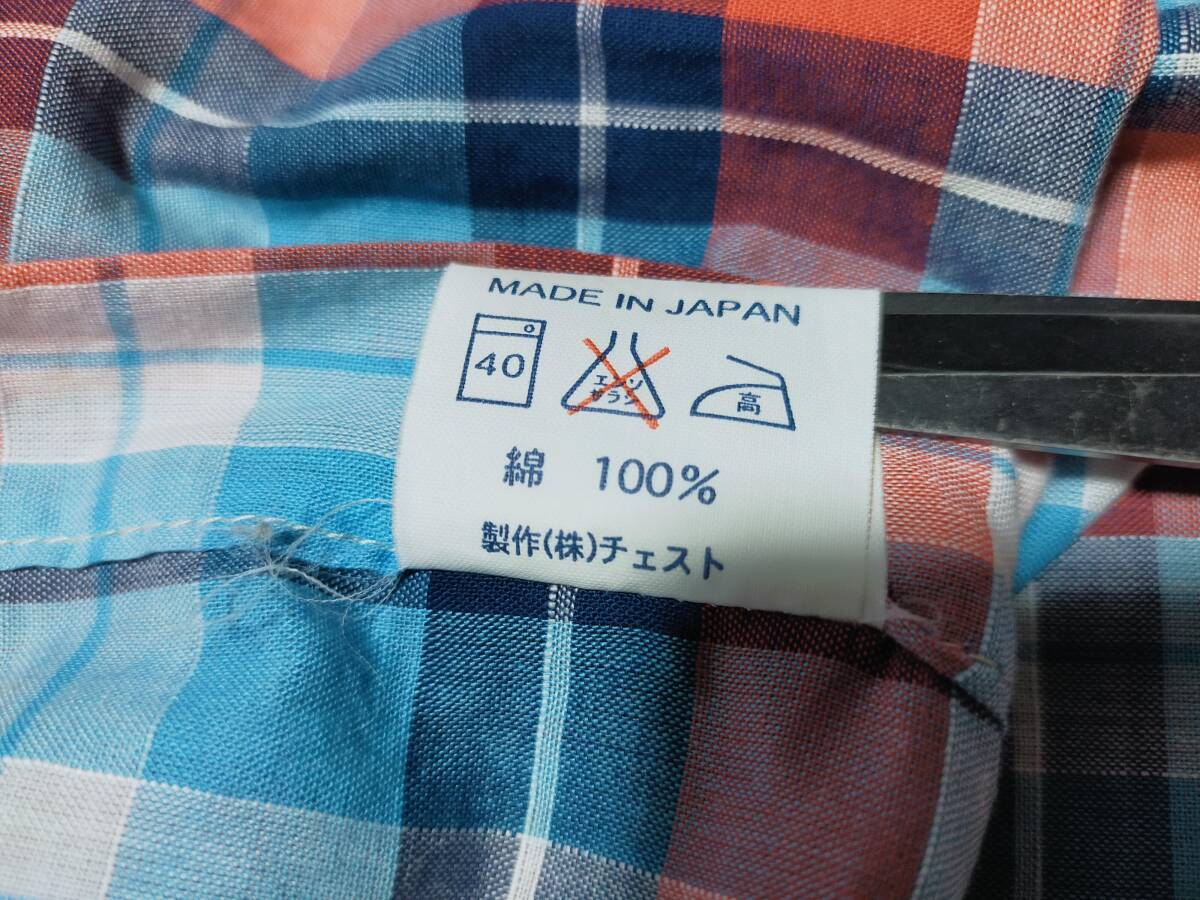 MADE IN JAPAN
40
エンソ
サラシ
高
綿 100%
製作(株)チェスト